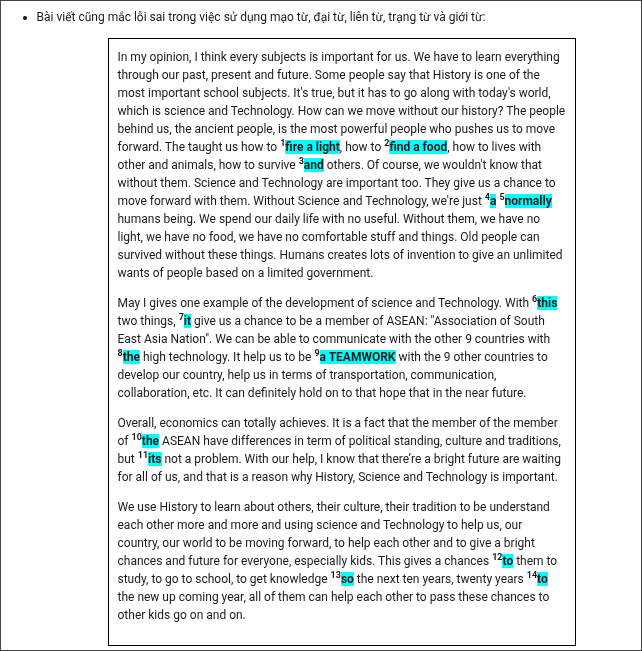 • Bài viết cũng mắc lỗi sai trong việc sử dụng mạo từ, đại từ, liên từ, trạng từ và giới từ:
In my opinion, I think every subjects is important for us. We have to learn everything
through our past, present and future. Some people say that History is one of the
most important school subjects. It's true, but it has to go along with today's world,
which is science and Technology. How can we move without our history? The people
behind us, the ancient people, is the most powerful people who pushes us to move
forward. The taught us how to 1fire a light, how to 2find a food, how to lives with
other and animals, how to survive 3and others. Of course, we wouldn't know that
without them. Science and Technology are important too. They give us a chance to
move forward with them. Without Science and Technology, we're just 4a 5normally
humans being. We spend our daily life with no useful. Without them, we have no
light, we have no food, we have no comfortable stuff and things. Old people can
survived without these things. Humans creates lots of invention to give an unlimited
wants of people based on a limited government.
May I gives one example of the development of science and Technology. With 6this
two things, 7it give us a chance to be a member of ASEAN: "Association of South
East Asia Nation". We can be able to communicate with the other 9 countries with
8the high technology. It help us to be 9a TEAMWORK with the 9 other countries to
develop our country, help us in terms of transportation, communication,
collaboration, etc. It can definitely hold on to that hope that in the near future.
Overall, economics can totally achieves. It is a fact that the member of the member
of 10the ASEAN have differences in term of political standing, culture and traditions,
but 11its not a problem. With our help, I know that there're a bright future are waiting
for all of us, and that is a reason why History, Science and Technology is important.
We use History to learn about others, their culture, their tradition to be understand
each other more and more and using science and Technology to help us, our
country, our world to be moving forward, to help each other and to give a bright
chances and future for everyone, especially kids. This gives a chances 12to them to
study, to go to school, to get knowledge 13so the next ten years, twenty years 14to
the new up coming year, all of them can help each other to pass these chances to
other kids go on and on.